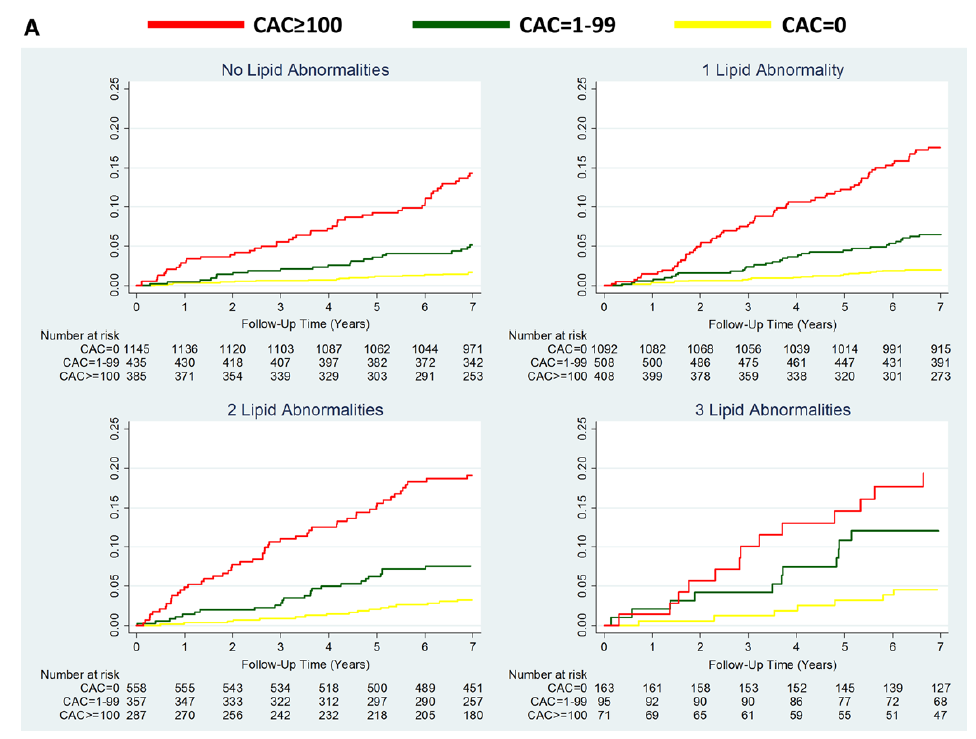 A
CAC≥100 CAC=1-99 CAC=0
No Lipid Abnormalities
0.25
0.20
0.15
0.10
0.05
0.00
0 1 2 3 4 5 6 7
Follow-Up Time (Years)
Number at risk
CAC=0 1145 1136 1120 1103 1087 1062 1044 971
CAC=1-99 435 430 418 407 397 382 372 342
CAC>=100 385 371 354 339 329 303 291 253
1 Lipid Abnormality
0.25
0.20
0.15
0.10
0.05
0.00
0 1 2 3 4 5 6 7
Follow-Up Time (Years)
Number at risk
CAC=0 1092 1082 1068 1056 1039 1014 991 915
CAC=1-99 508 500 486 475 461 447 431 391
CAC>=100 408 399 378 359 338 320 301 273
2 Lipid Abnormalities
0.25
0.20
0.15
0.10
0.05
0.00
0 1 2 3 4 5 6 7
Follow-Up Time (Years)
Number at risk
CAC=0 558 555 543 534 518 500 489 451
CAC=1-99 357 347 333 322 312 297 290 257
CAC>=100 287 270 256 242 232 218 205 180
3 Lipid Abnormalities
0.25
0.20
0.15
0.10
0.05
0.00
0 1 2 3 4 5 6 7
Follow-Up Time (Years)
Number at risk
CAC=0 163 161 158 153 152 145 139 127
CAC=1-99 95 92 90 90 86 77 72 68
CAC>=100 71 69 65 61 59 55 51 47